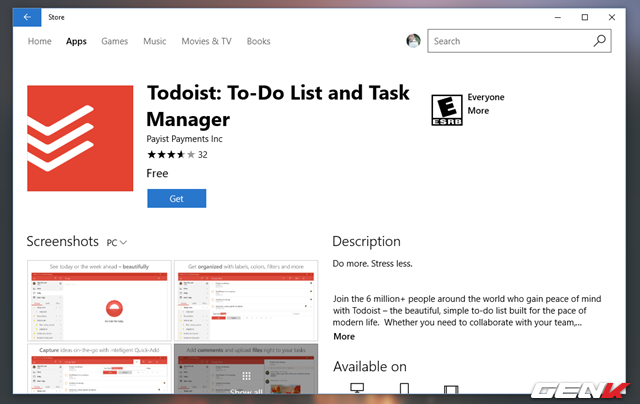 Store
Home Apps Games Music Movies & TV Books
Search
Todoist: To-Do List and Task
Manager
Payist Payments Inc
32
Free
Get
E
ESRB
Everyone
More
Screenshots PC
See today or the week ahead – beautifully
Get organized with labels, colors, filters and more
Capture ideas on-the-go with intelligent Quick-Add
Add comments and upload files right to your tasks
Show all
Description
Do more. Stress less.
Join the 6 million+ people around the world who gain peace of mind
with Todoist – the beautiful, simple to-do list built for the pace of
modern life. Whether you need to collaborate with your team,...
More
Available on
GENK